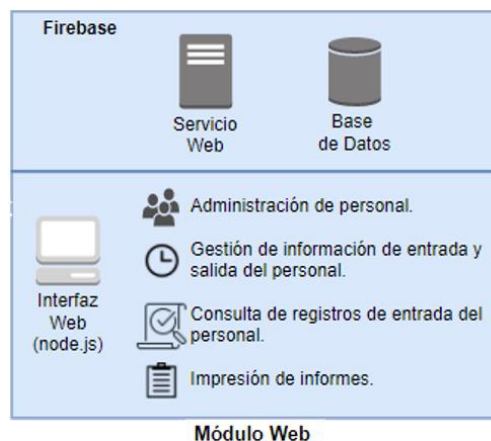 Firebase
Servicio
Web
Base
de Datos
Interfaz
Web
(node.js)
Administración de personal.
Gestión de información de entrada y
salida del personal.
Consulta de registros de entrada del
personal.
Impresión de informes.
Módulo Web